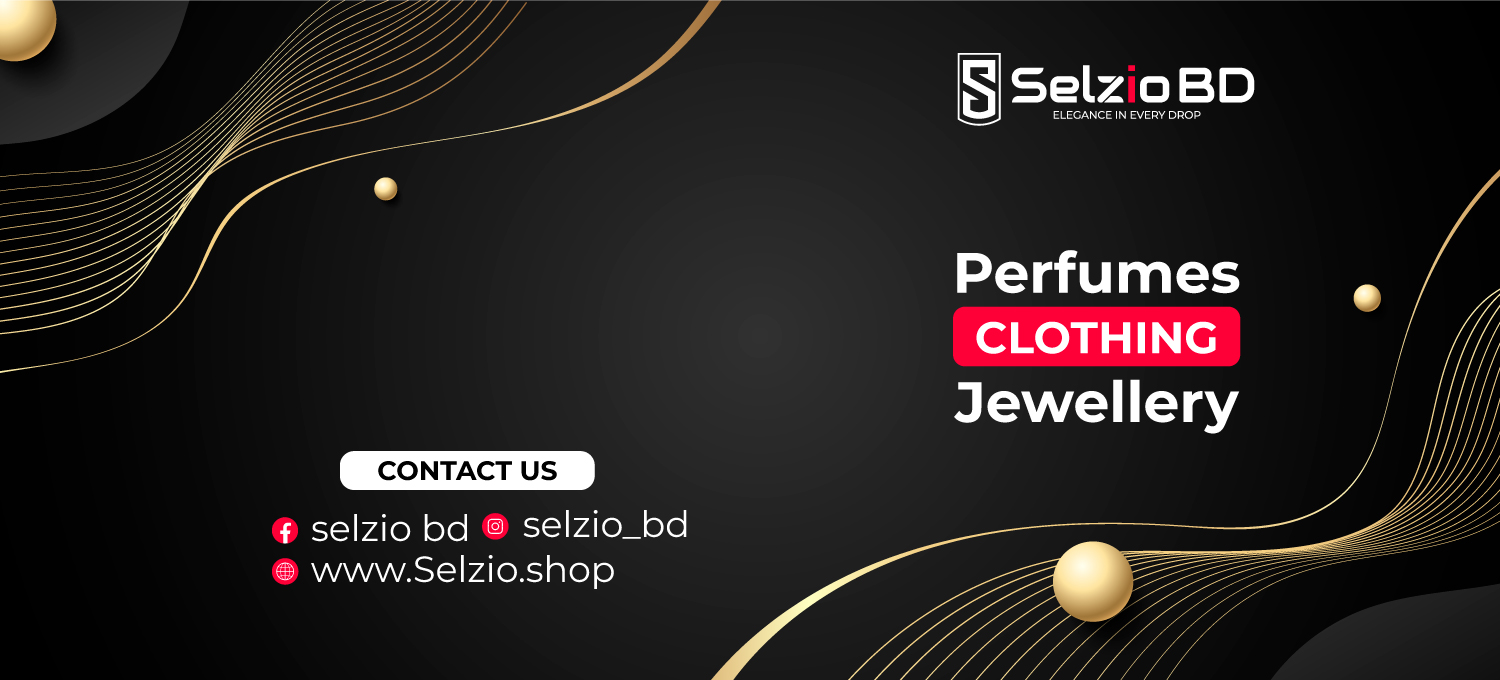 Selzio BD
ELEGANCE IN EVERY DROP
Perfumes
CLOTHING
Jewellery
CONTACT US
selzio bd selzio_bd
www.Selzio.shop